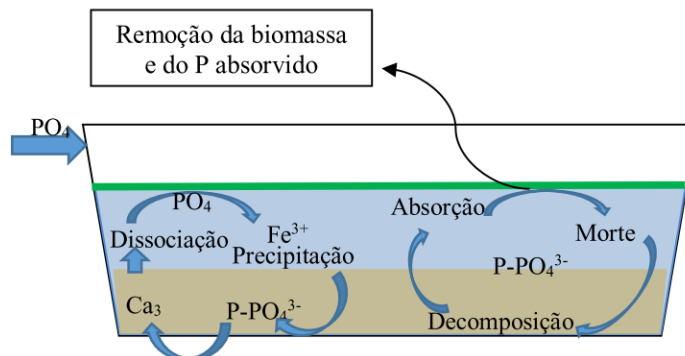 Remoção da biomassa
e do P absorvido
PO₄
PO₄
Dissociação
Fe³⁺
Precipitação
Ca₃
P-PO₄³⁻
Absorção
Morte
P-PO₄³⁻
Decomposição